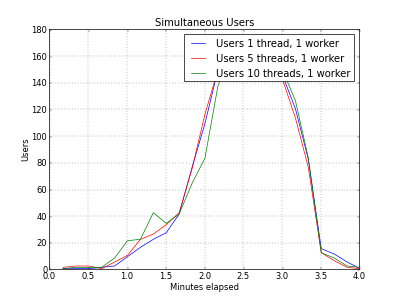 Simultaneous Users
180
160
140
120
100
80
60
40
20
0
Users
Users 1 thread, 1 worker
Users 5 threads, 1 worker
Users 10 threads, 1 worker
0.0 0.5 1.0 1.5 2.0 2.5 3.0 3.5 4.0
Minutes elapsed